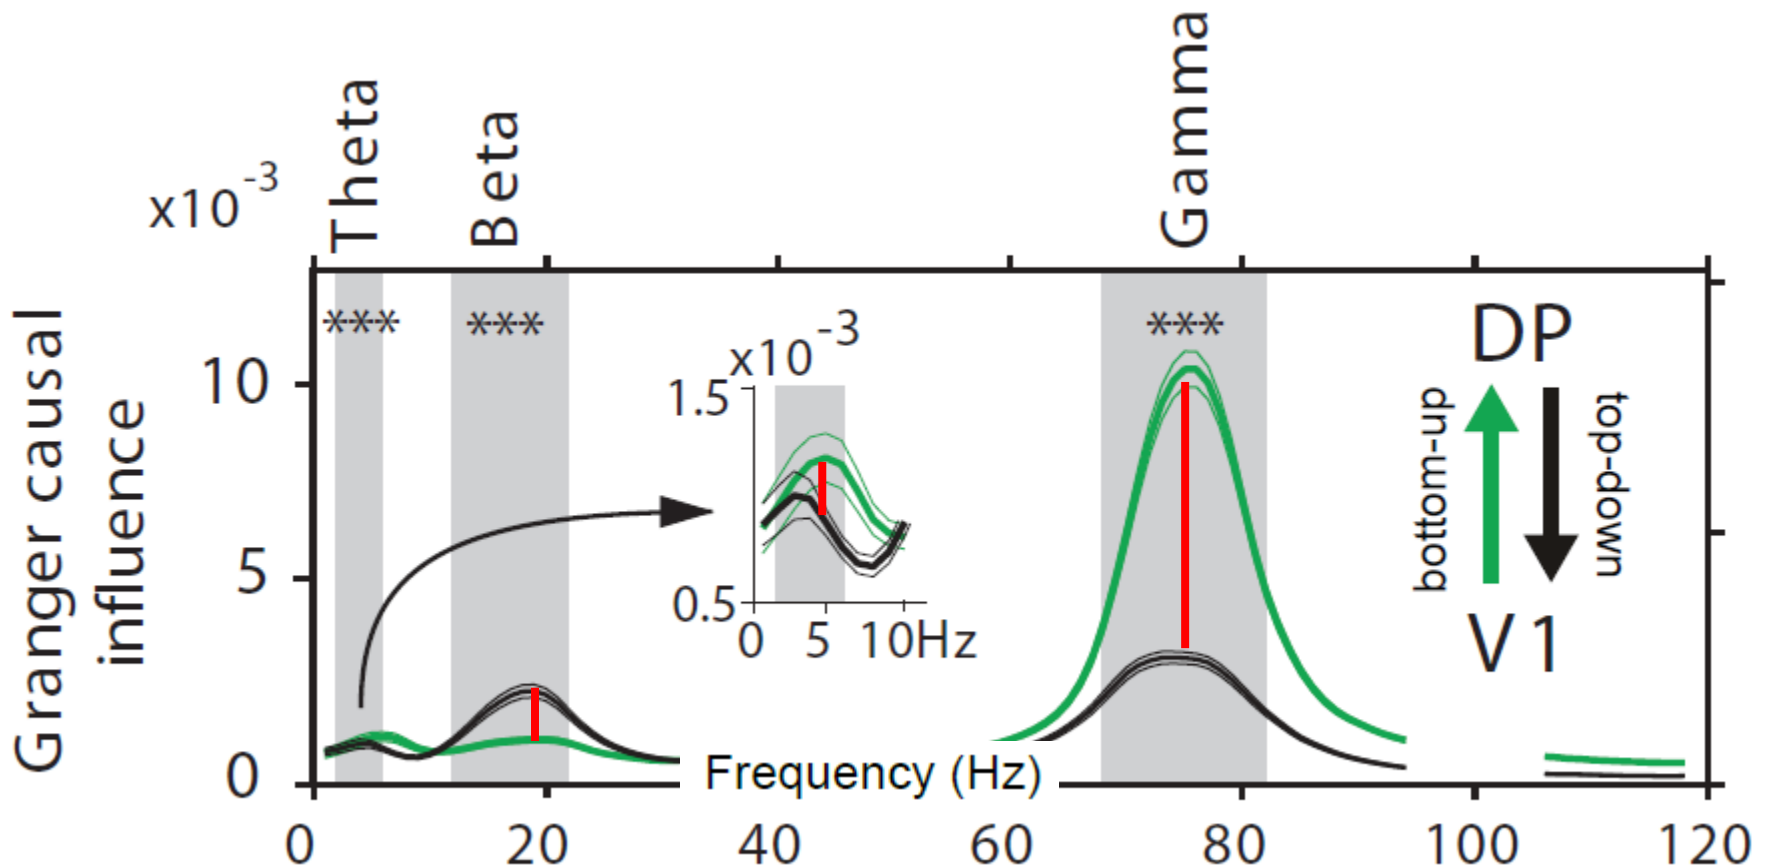 Theta
Beta
Gamma
x10-3
Granger causal
influence
***
***
***
10
5
0
x10-3
1.5
0.5
0
5
10Hz
DP
bottom-up
top-down
V1
Frequency (Hz)
0
20
40
60
80
100
120